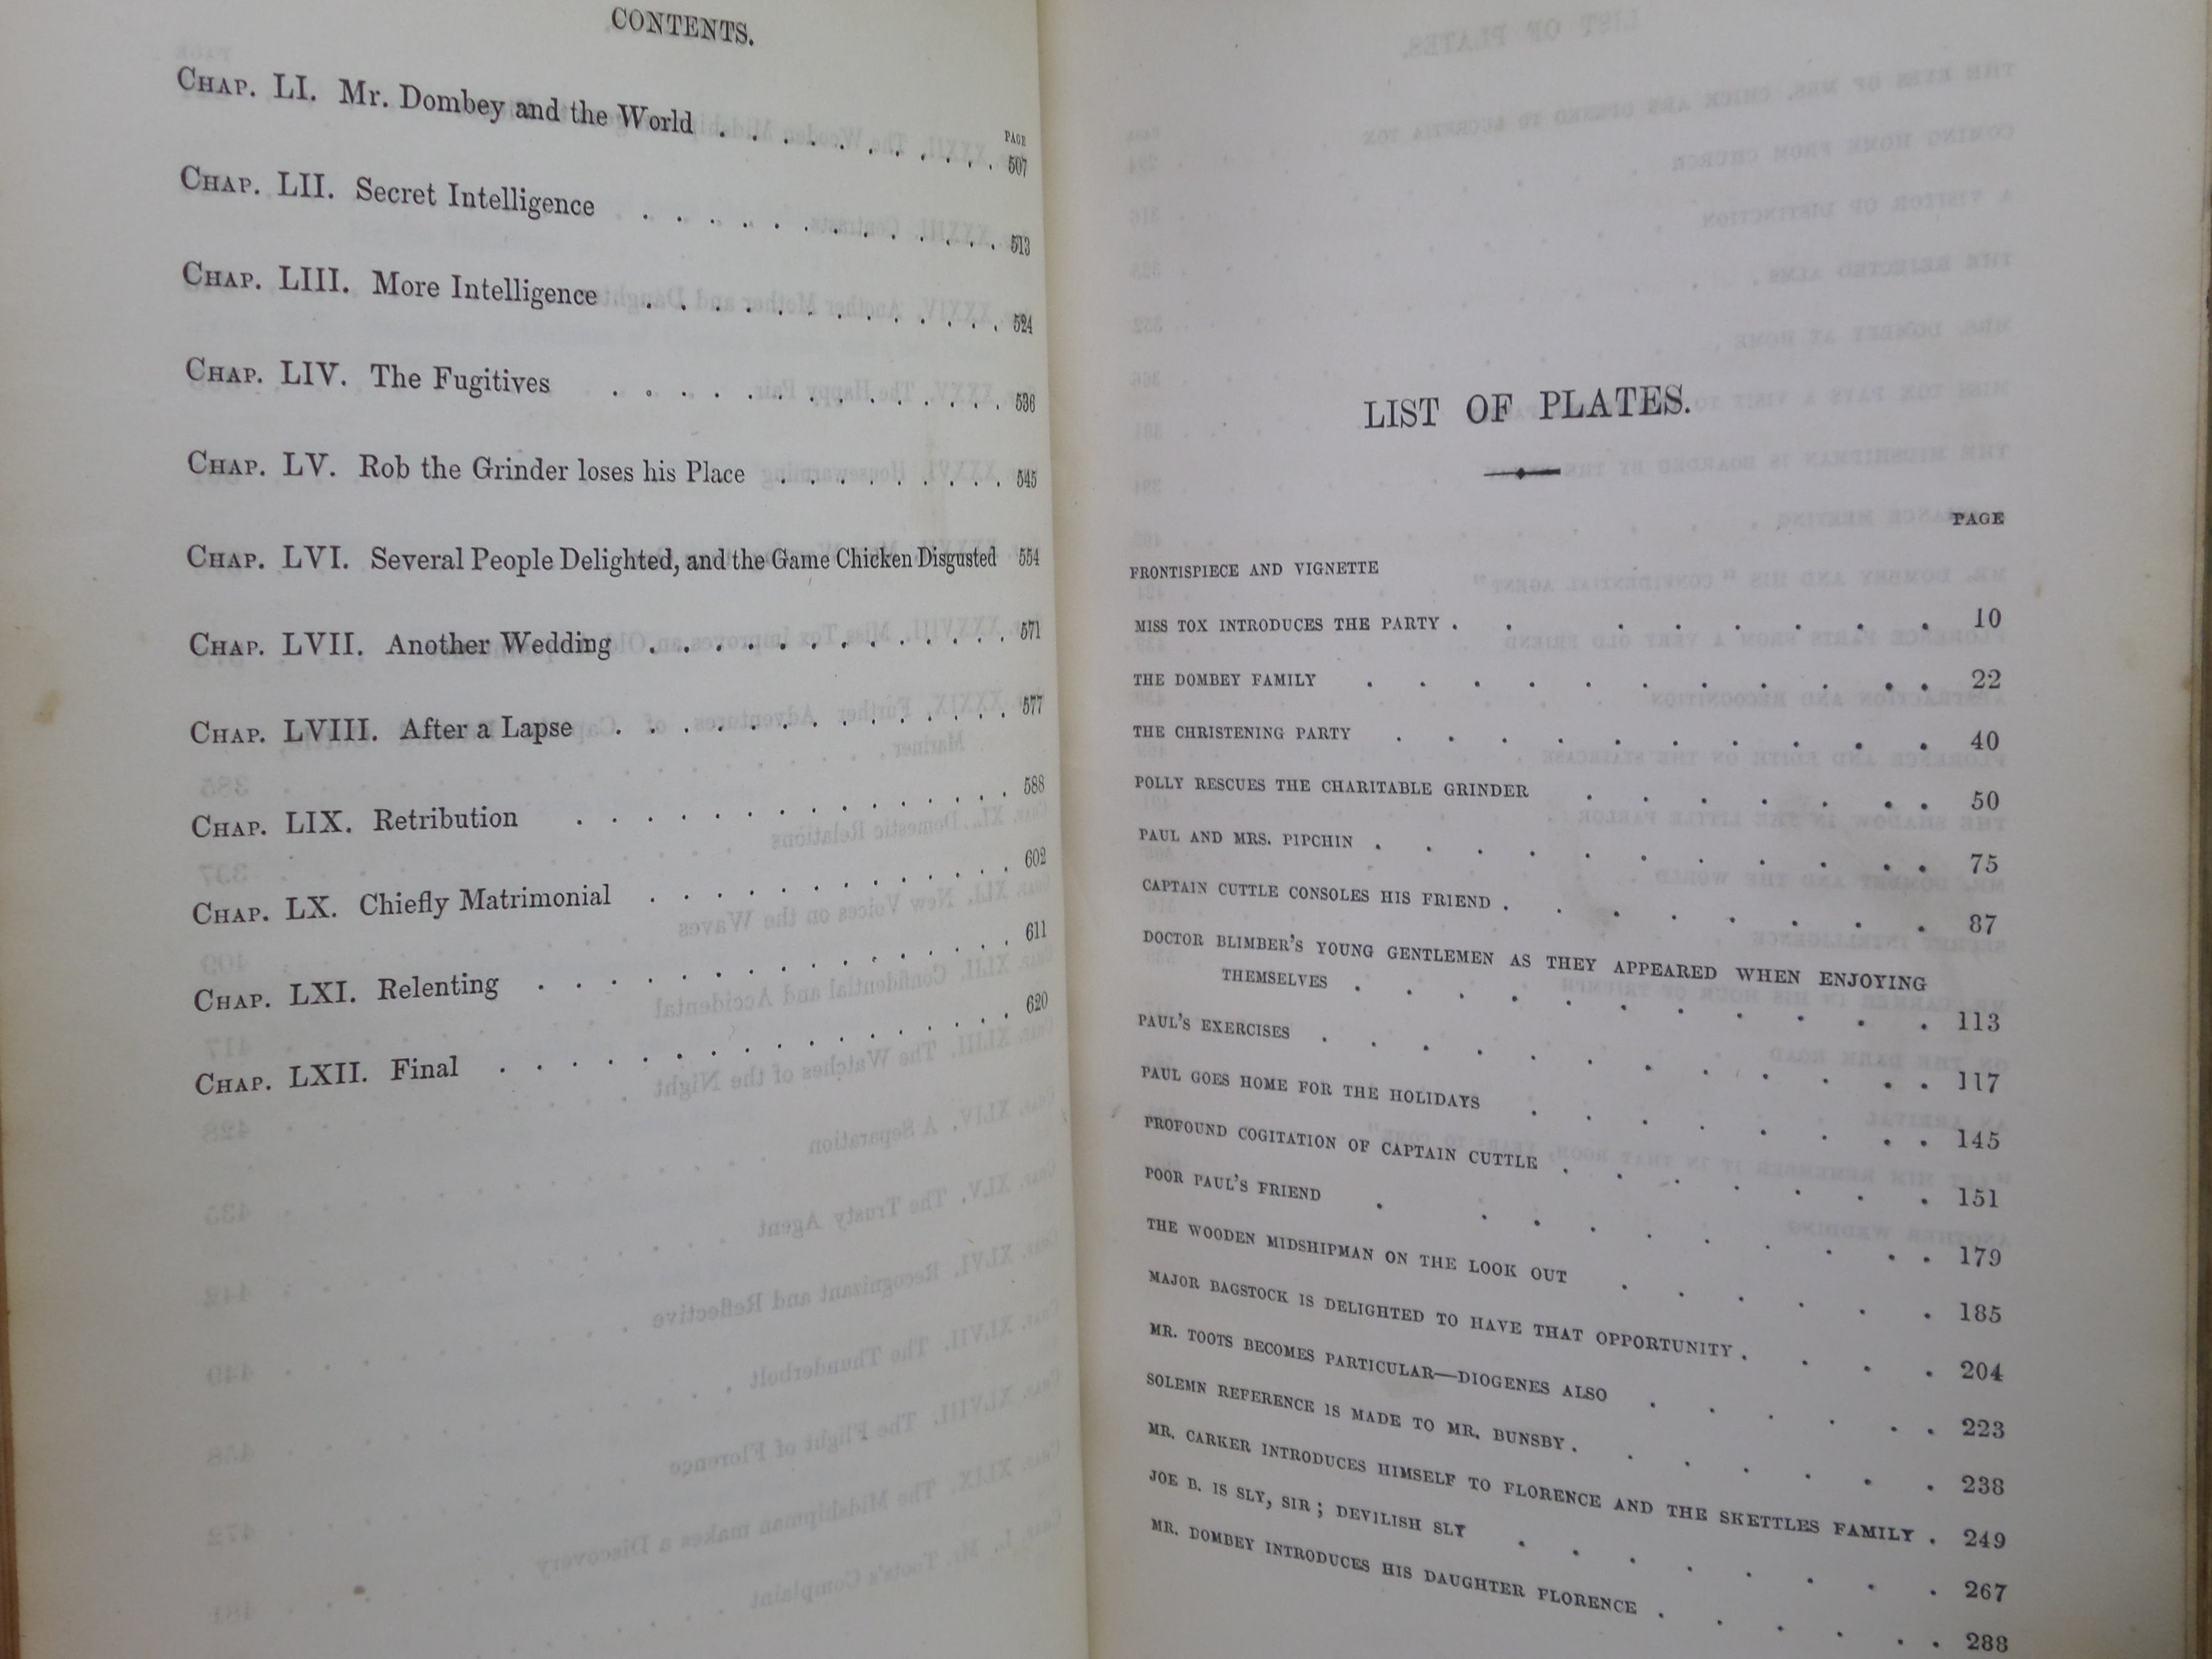 CONTENTS.
PAGE
CHAP. LI. Mr. Dombey and the World . . . . . . . . . . 507
CHAP. LII. Secret Intelligence . . . . . . . . . . . . 513
CHAP. LIII. More Intelligence . . . . . . . . . . . . 524
CHAP. LIV. The Fugitives . . . . . . . . . . . . . 536
CHAP. LV. Rob the Grinder loses his Place . . . . . . . . 545
CHAP. LVI. Several People Delighted, and the Game Chicken Disgusted 554
CHAP. LVII. Another Wedding . . . . . . . . . . . . 571
CHAP. LVIII. After a Lapse . . . . . . . . . . . . . 577
CHAP. LIX. Retribution . . . . . . . . . . . . . . 588
CHAP. LX. Chiefly Matrimonial . . . . . . . . . . . . 602
CHAP. LXI. Relenting . . . . . . . . . . . . . . 611
CHAP. LXII. Final . . . . . . . . . . . . . . . 620
LIST OF PLATES.
PAGE
FRONTISPIECE AND VIGNETTE
MISS TOX INTRODUCES THE PARTY . . . . . . . . . 10
THE DOMBEY FAMILY . . . . . . . . . . . 22
THE CHRISTENING PARTY . . . . . . . . . . 40
POLLY RESCUES THE CHARITABLE GRINDER . . . . . . . 50
PAUL AND MRS. PIPCHIN . . . . . . . . . . . 75
CAPTAIN CUTTLE CONSOLES HIS FRIEND . . . . . . . . 87
DOCTOR BLIMBER'S YOUNG GENTLEMEN AS THEY APPEARED WHEN ENJOYING
THEMSELVES . . . . . . . . . . . 113
PAUL'S EXERCISES . . . . . . . . . . . . 117
PAUL GOES HOME FOR THE HOLIDAYS . . . . . . . . 145
PROFOUND COGITATION OF CAPTAIN CUTTLE . . . . . . . 151
POOR PAUL'S FRIEND . . . . . . . . . . 179
THE WOODEN MIDSHIPMAN ON THE LOOK OUT . . . . . . 185
MAJOR BAGSTOCK IS DELIGHTED TO HAVE THAT OPPORTUNITY . . . . 204
MR. TOOTS BECOMES PARTICULAR—DIOGENES ALSO . . . . . . 223
SOLEMN REFERENCE IS MADE TO MR. BUNSBY . . . . . . . 238
MR. CARKER INTRODUCES HIMSELF TO FLORENCE AND THE SKETTLES FAMILY . 249
JOE B. IS SLY, SIR; DEVILISH SLY . . . . . . . . 267
MR. DOMBEY INTRODUCES HIS DAUGHTER FLORENCE . . . . . . 288